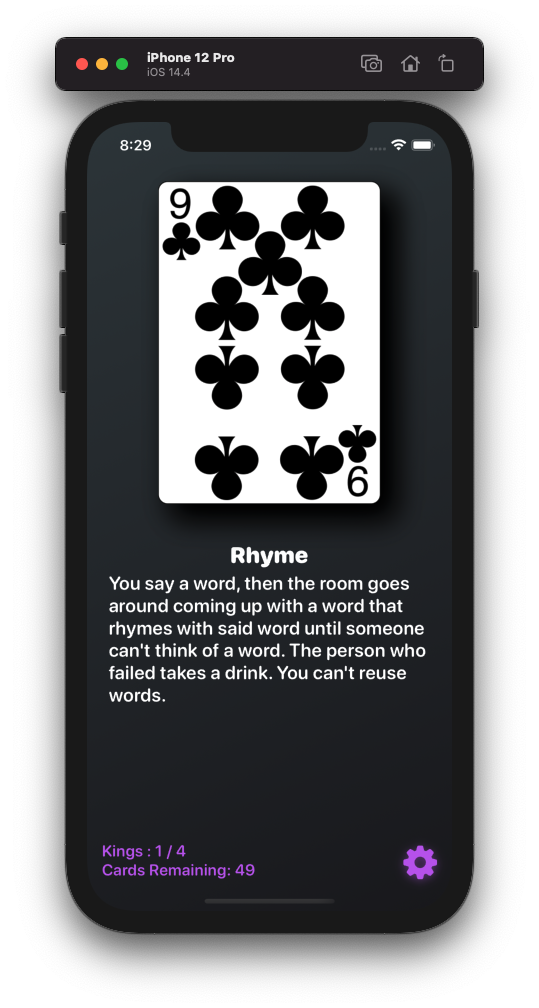 iPhone 12 Pro
iOS 14.4
8:29
9
6
Rhyme
You say a word, then the room goes
around coming up with a word that
rhymes with said word until someone
can't think of a word. The person who
failed takes a drink. You can't reuse
words.
Kings : 1 / 4
Cards Remaining: 49